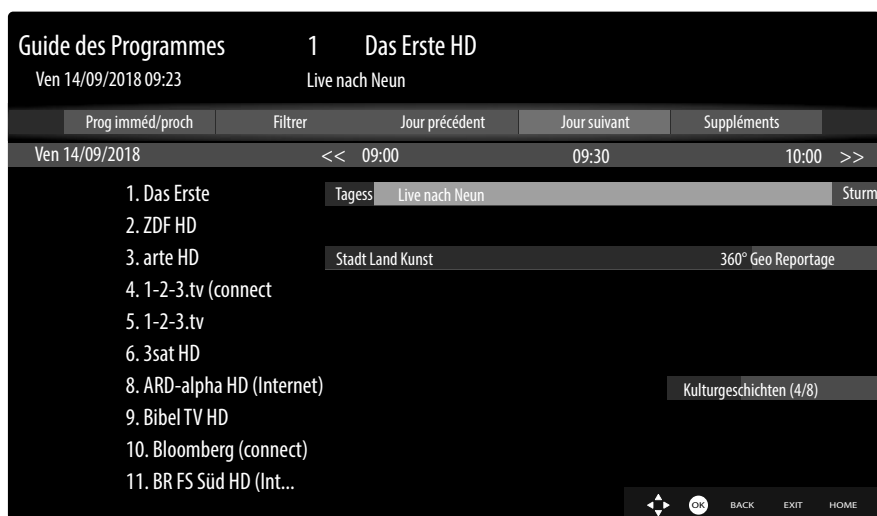 Guide des Programmes 1 Das Erste HD
Ven 14/09/2018 09:23 Live nach Neun
Prog imméd/proch Filtrer Jour précédent Jour suivant Suppléments
Ven 14/09/2018 << 09:00 09:30 10:00 >>
1. Das Erste Tagess Live nach Neun Sturm
2. ZDF HD
3. arte HD Stadt Land Kunst 360° Geo Reportage
4. 1-2-3.tv (connect
5. 1-2-3.tv
6. 3sat HD
8. ARD-alpha HD (Internet) Kulturgeschichten (4/8)
9. Bibel TV HD
10. Bloomberg (connect)
11. BR FS Süd HD (Int...
OK BACK EXIT HOME